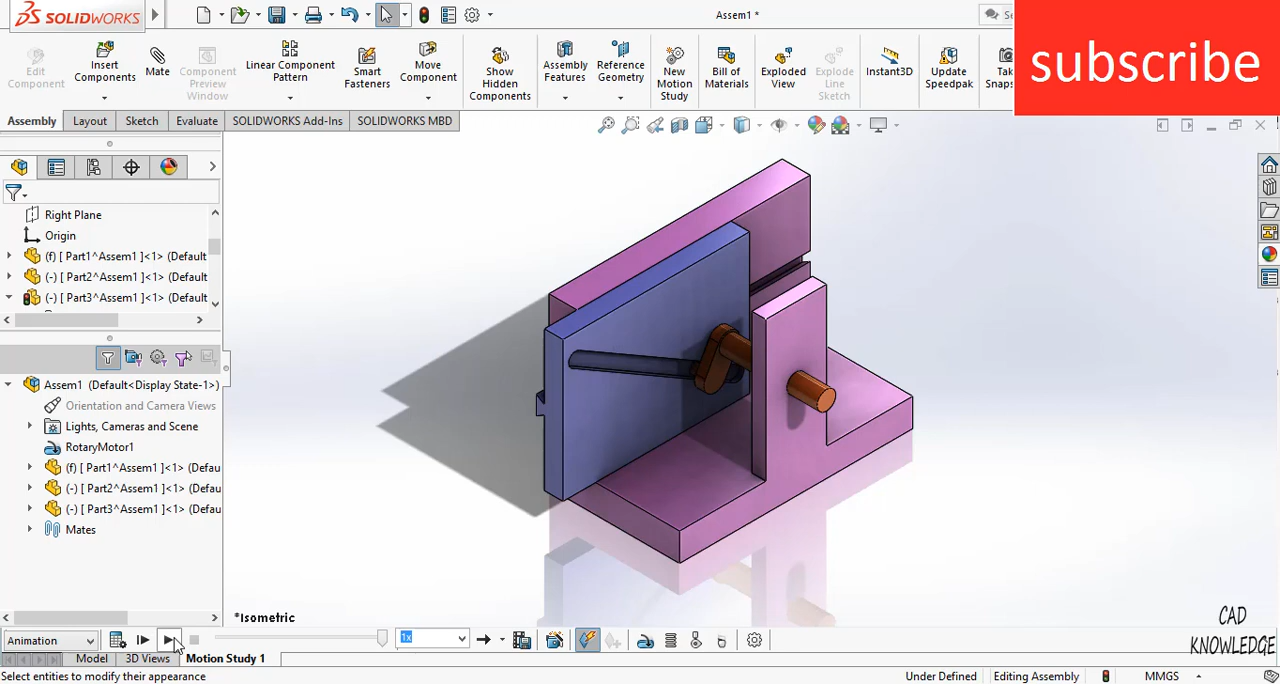 SOLIDWORKS
Assem1 *
Se
subscribe
Edit Component
Insert Components
Mate
Component Preview Window
Linear Component Pattern
Smart Fasteners
Move Component
Show Hidden Components
Assembly Features
Reference Geometry
New Motion Study
Bill of Materials
Exploded View
Explode Line Sketch
Instant3D
Update Speedpak
Take Snaps
Assembly
Layout
Sketch
Evaluate
SOLIDWORKS Add-Ins
SOLIDWORKS MBD
Right Plane
Origin
(f) [ Part1^Assem1 ]<1> (Default
(-) [ Part2^Assem1 ]<1> (Default
(-) [ Part3^Assem1 ]<1> (Default
Assem1 (Default<Display State-1>)
Orientation and Camera Views
Lights, Cameras and Scene
RotaryMotor1
(f) [ Part1^Assem1 ]<1> (Defau
(-) [ Part2^Assem1 ]<1> (Defau
(-) [ Part3^Assem1 ]<1> (Defau
Mates
*Isometric
CAD
KNOWLEDGE
Animation
1x
Model
3D Views
Motion Study 1
Select entities to modify their appearance
Under Defined
Editing Assembly
MMGS